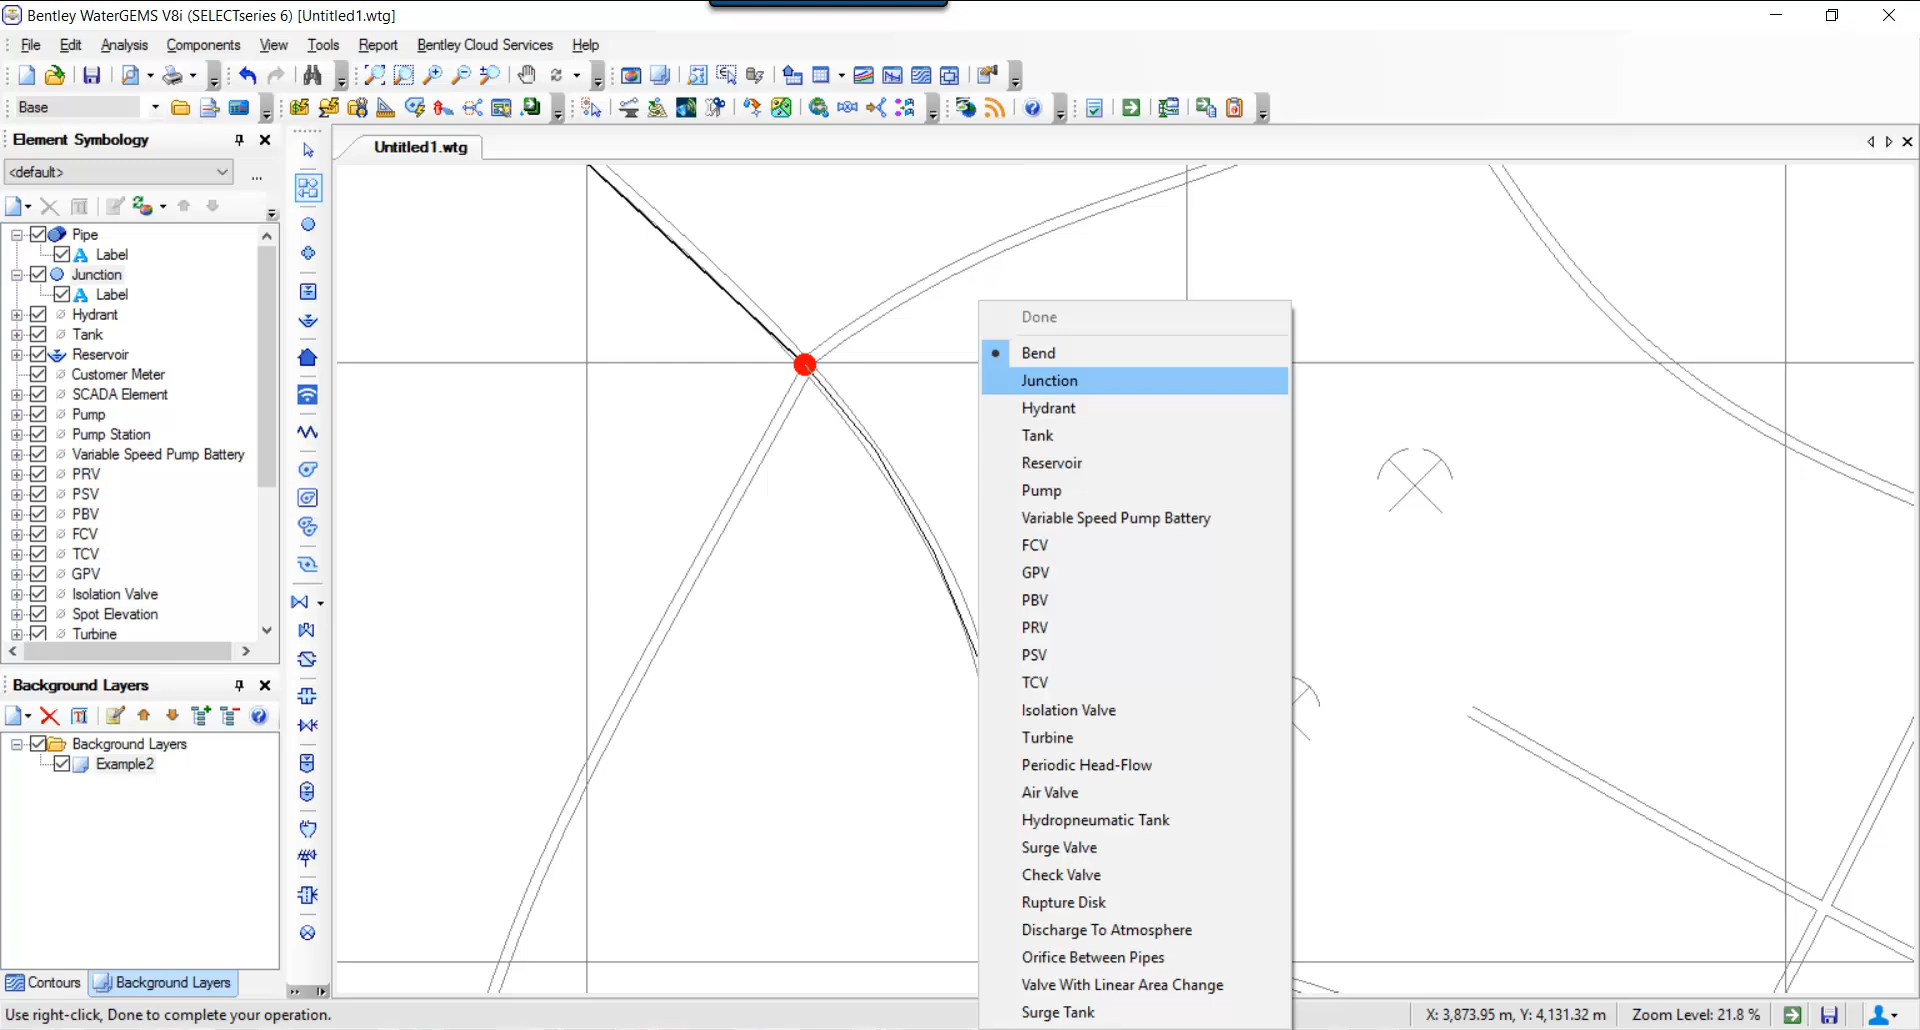 Bentley WaterGEMS V8i (SELECTseries 6) [Untitled1.wtg]
File Edit Analysis Components View Tools Report Bentley Cloud Services Help
Base
Element Symbology
<default>
...
Pipe
Label
Junction
Label
Hydrant
Tank
Reservoir
Customer Meter
SCADA Element
Pump
Pump Station
Variable Speed Pump Battery
PRV
PSV
PBV
FCV
TCV
GPV
Isolation Valve
Spot Elevation
Turbine
Background Layers
Background Layers
Example2
Contours Background Layers
Untitled1.wtg
Done
Bend
Junction
Hydrant
Tank
Reservoir
Pump
Variable Speed Pump Battery
FCV
GPV
PBV
PRV
PSV
TCV
Isolation Valve
Turbine
Periodic Head-Flow
Air Valve
Hydropneumatic Tank
Surge Valve
Check Valve
Rupture Disk
Discharge To Atmosphere
Orifice Between Pipes
Valve With Linear Area Change
Surge Tank
Use right-click, Done to complete your operation.
X: 3,873.95 m, Y: 4,131.32 m Zoom Level: 21.8 %